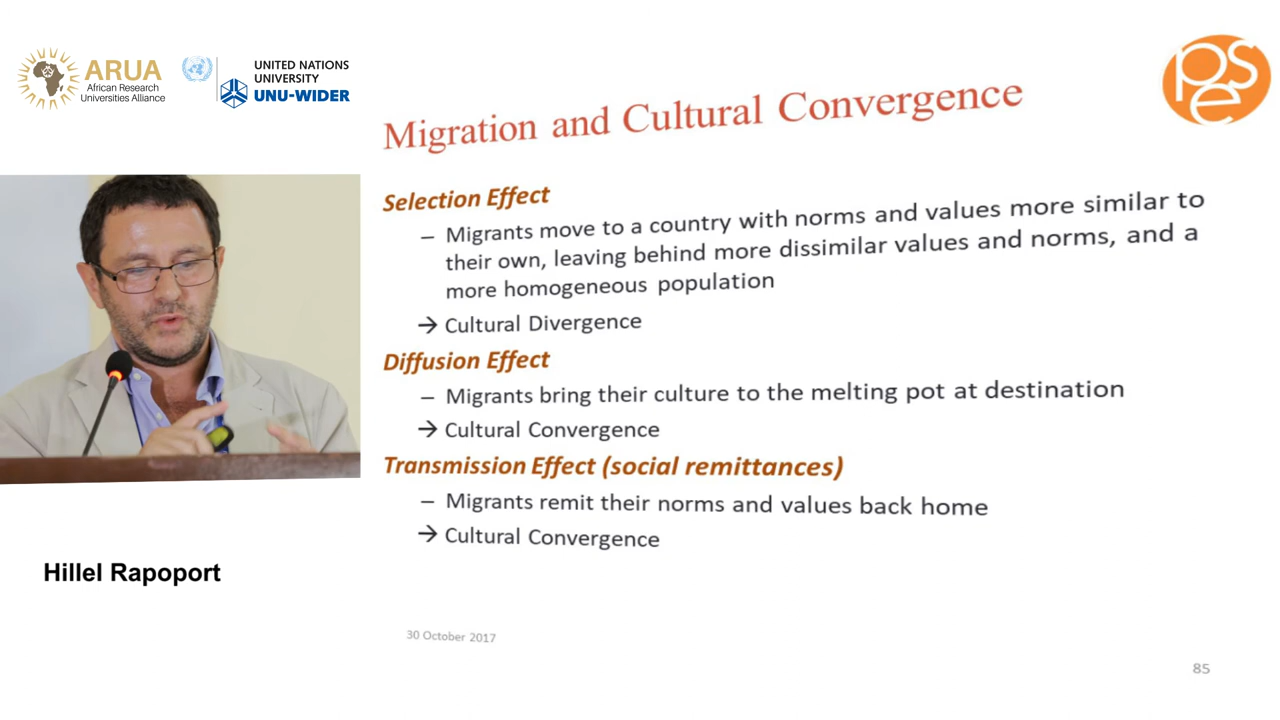 ARUA
African Research
Universities Alliance
UNITED NATIONS
UNIVERSITY
UNU-WIDER
pse
Migration and Cultural Convergence
Selection Effect
– Migrants move to a country with norms and values more similar to
their own, leaving behind more dissimilar values and norms, and a
more homogeneous population
→ Cultural Divergence
Diffusion Effect
– Migrants bring their culture to the melting pot at destination
→ Cultural Convergence
Transmission Effect (social remittances)
– Migrants remit their norms and values back home
→ Cultural Convergence
Hillel Rapoport
30 October 2017
85